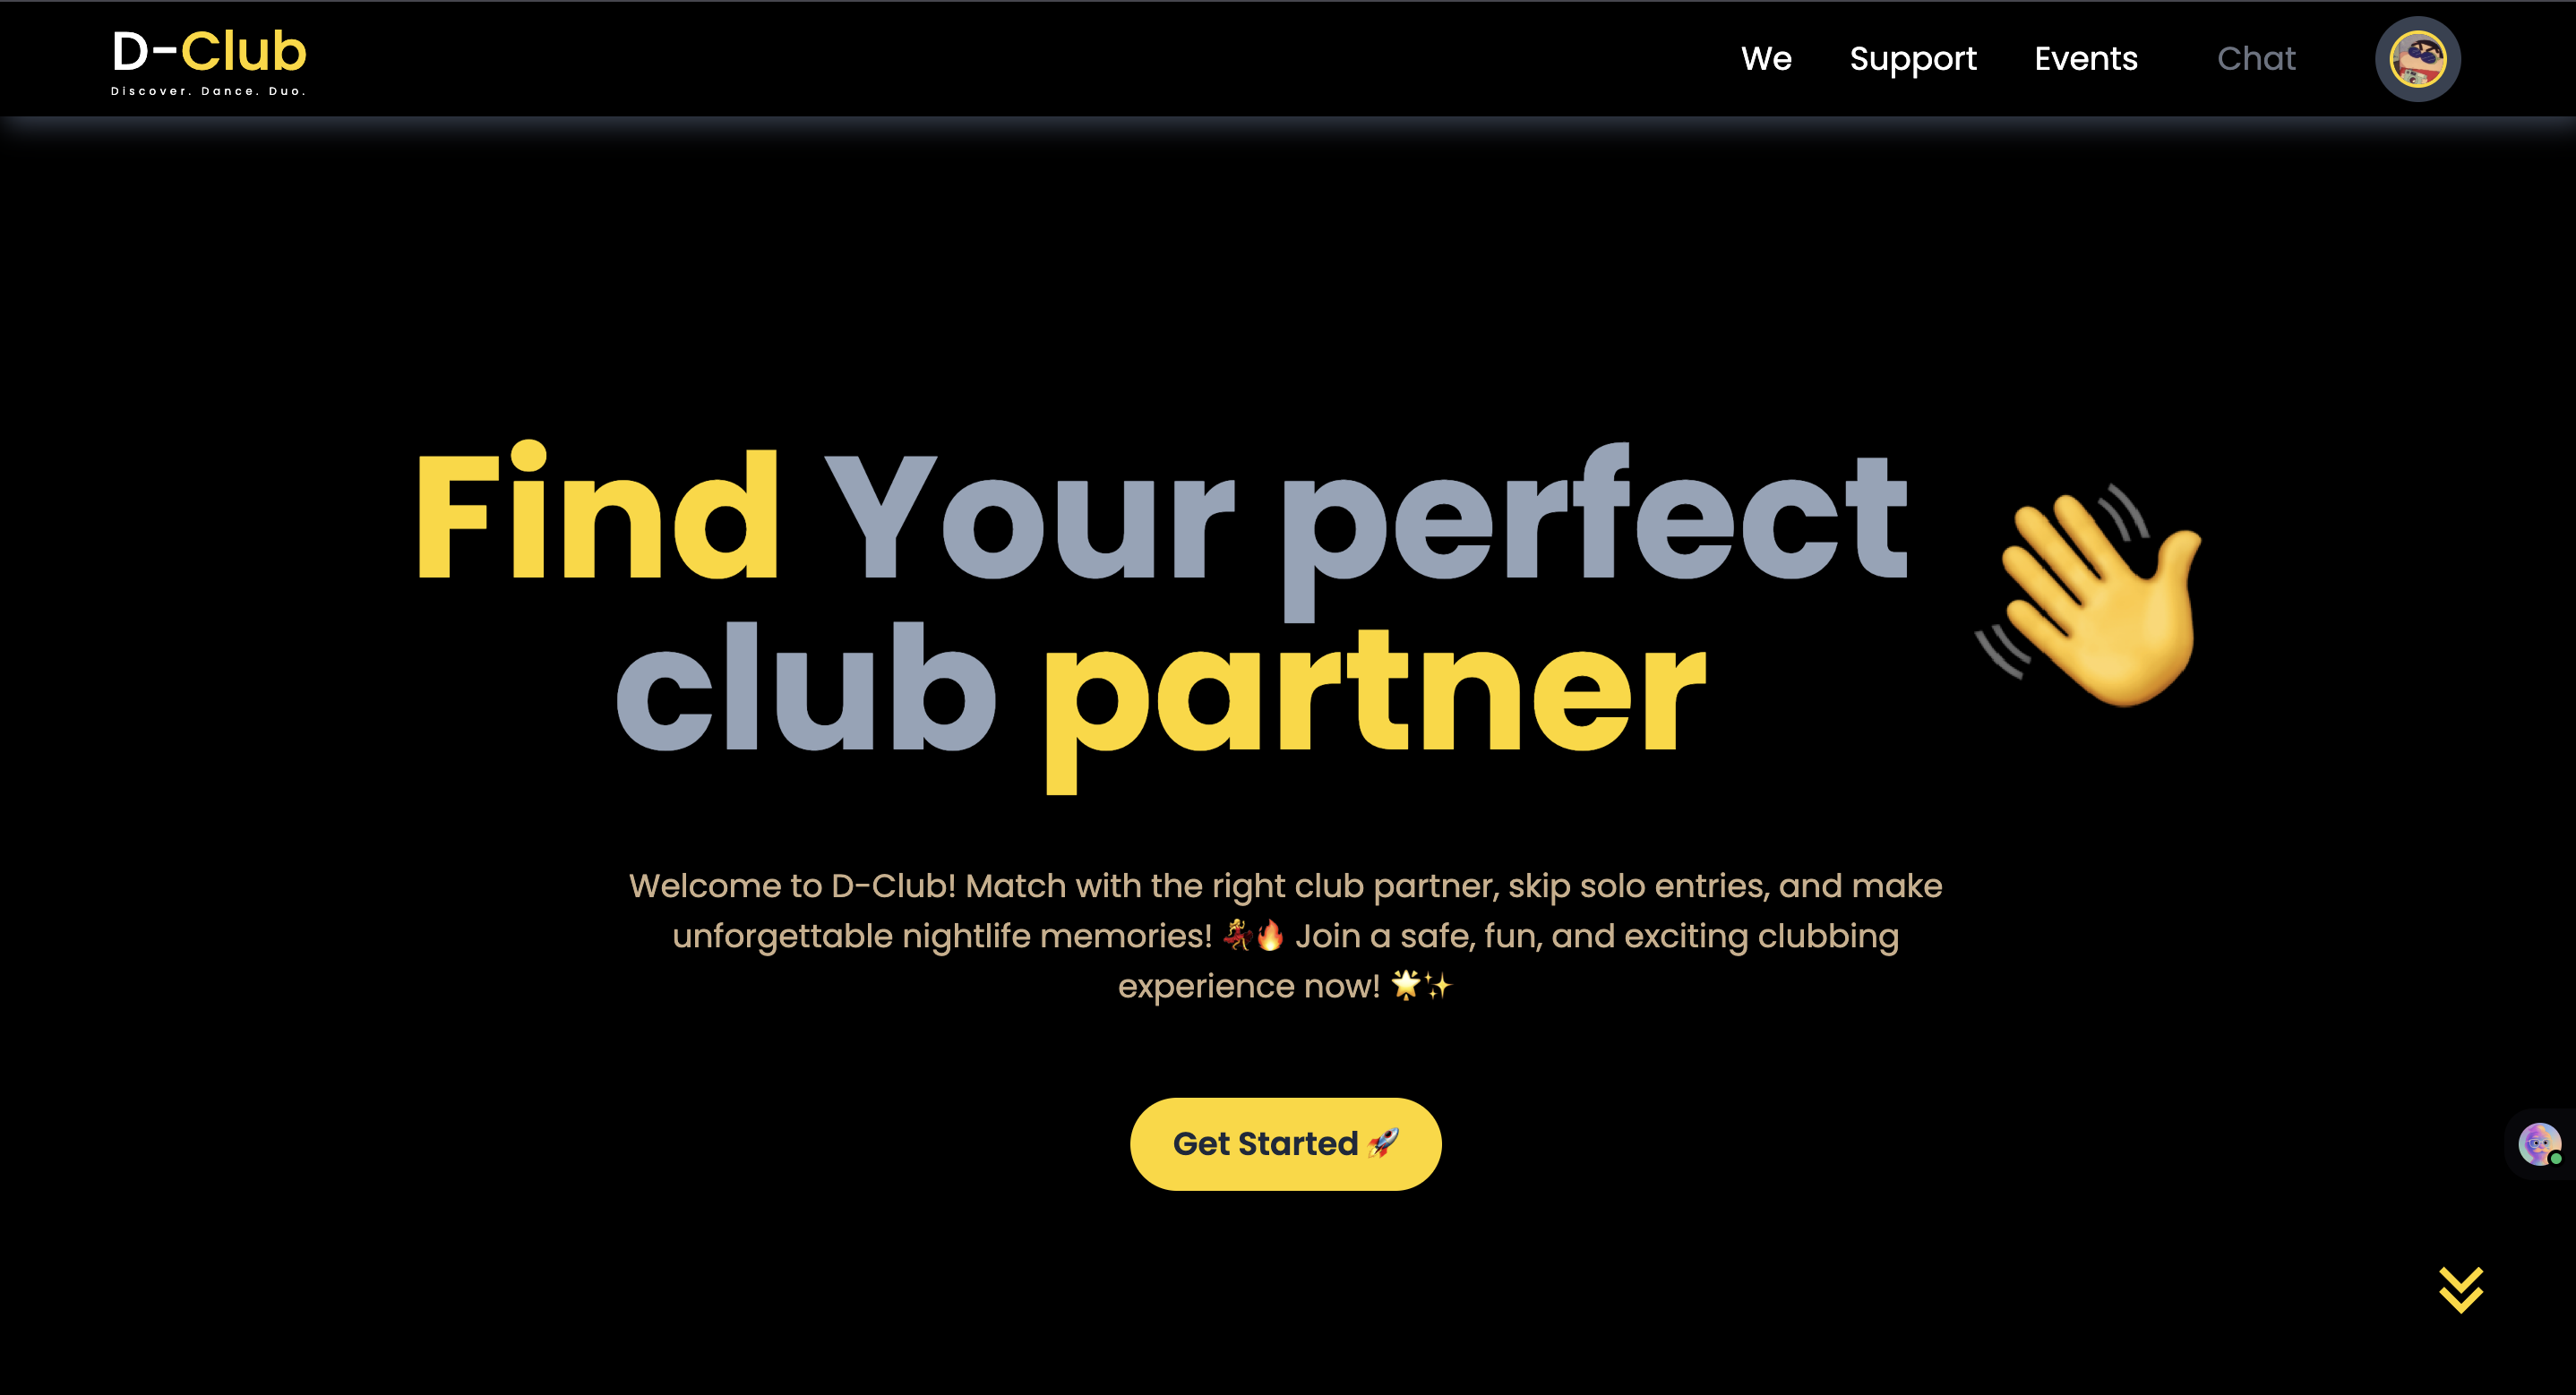 D-Club
Discover. Dance. Duo.
We
Support
Events
Chat
Find Your perfect
club partner
Welcome to D-Club! Match with the right club partner, skip solo entries, and make
unforgettable nightlife memories! 💃🔥 Join a safe, fun, and exciting clubbing
experience now! 🌟✨
Get Started 🚀